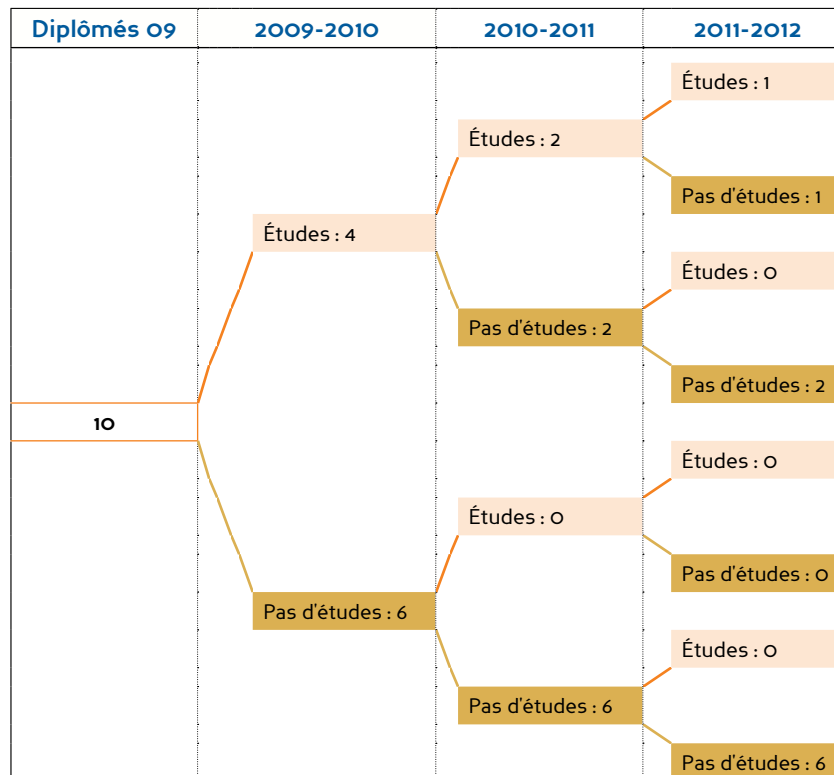 Diplômés 09 2009-2010 2010-2011 2011-2012
Études : 1
Études : 2
Pas d'études : 1
Études : 4
Études : 0
Pas d'études : 2
Pas d'études : 2
10
Études : 0
Études : 0
Pas d'études : 0
Pas d'études : 6
Études : 0
Pas d'études : 6
Pas d'études : 6